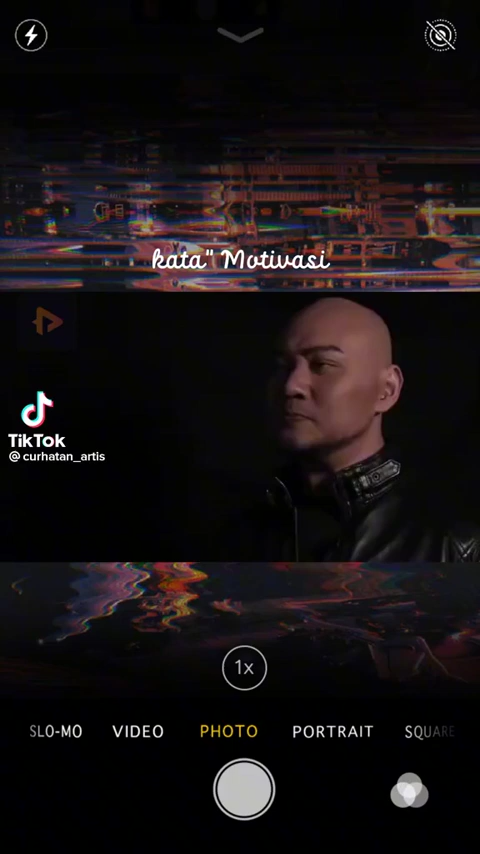 kata" Motivasi
TikTok
@ curhatan_artis
1x
SLO-MO VIDEO PHOTO PORTRAIT SQUARE